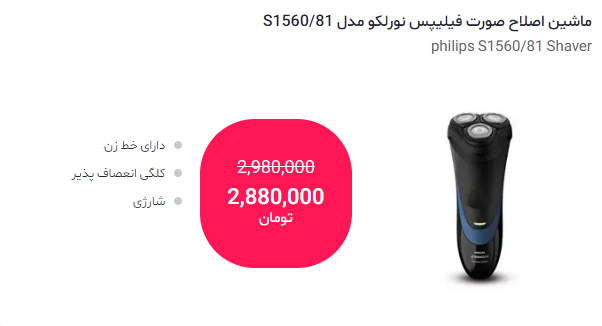 ماشین اصلاح صورت فیلیپس نورلکو مدل S1560/81
philips S1560/81 Shaver
2,980,000
2,880,000
تومان
دارای خط زن
کلگی انعصاف پذیر
شارژی